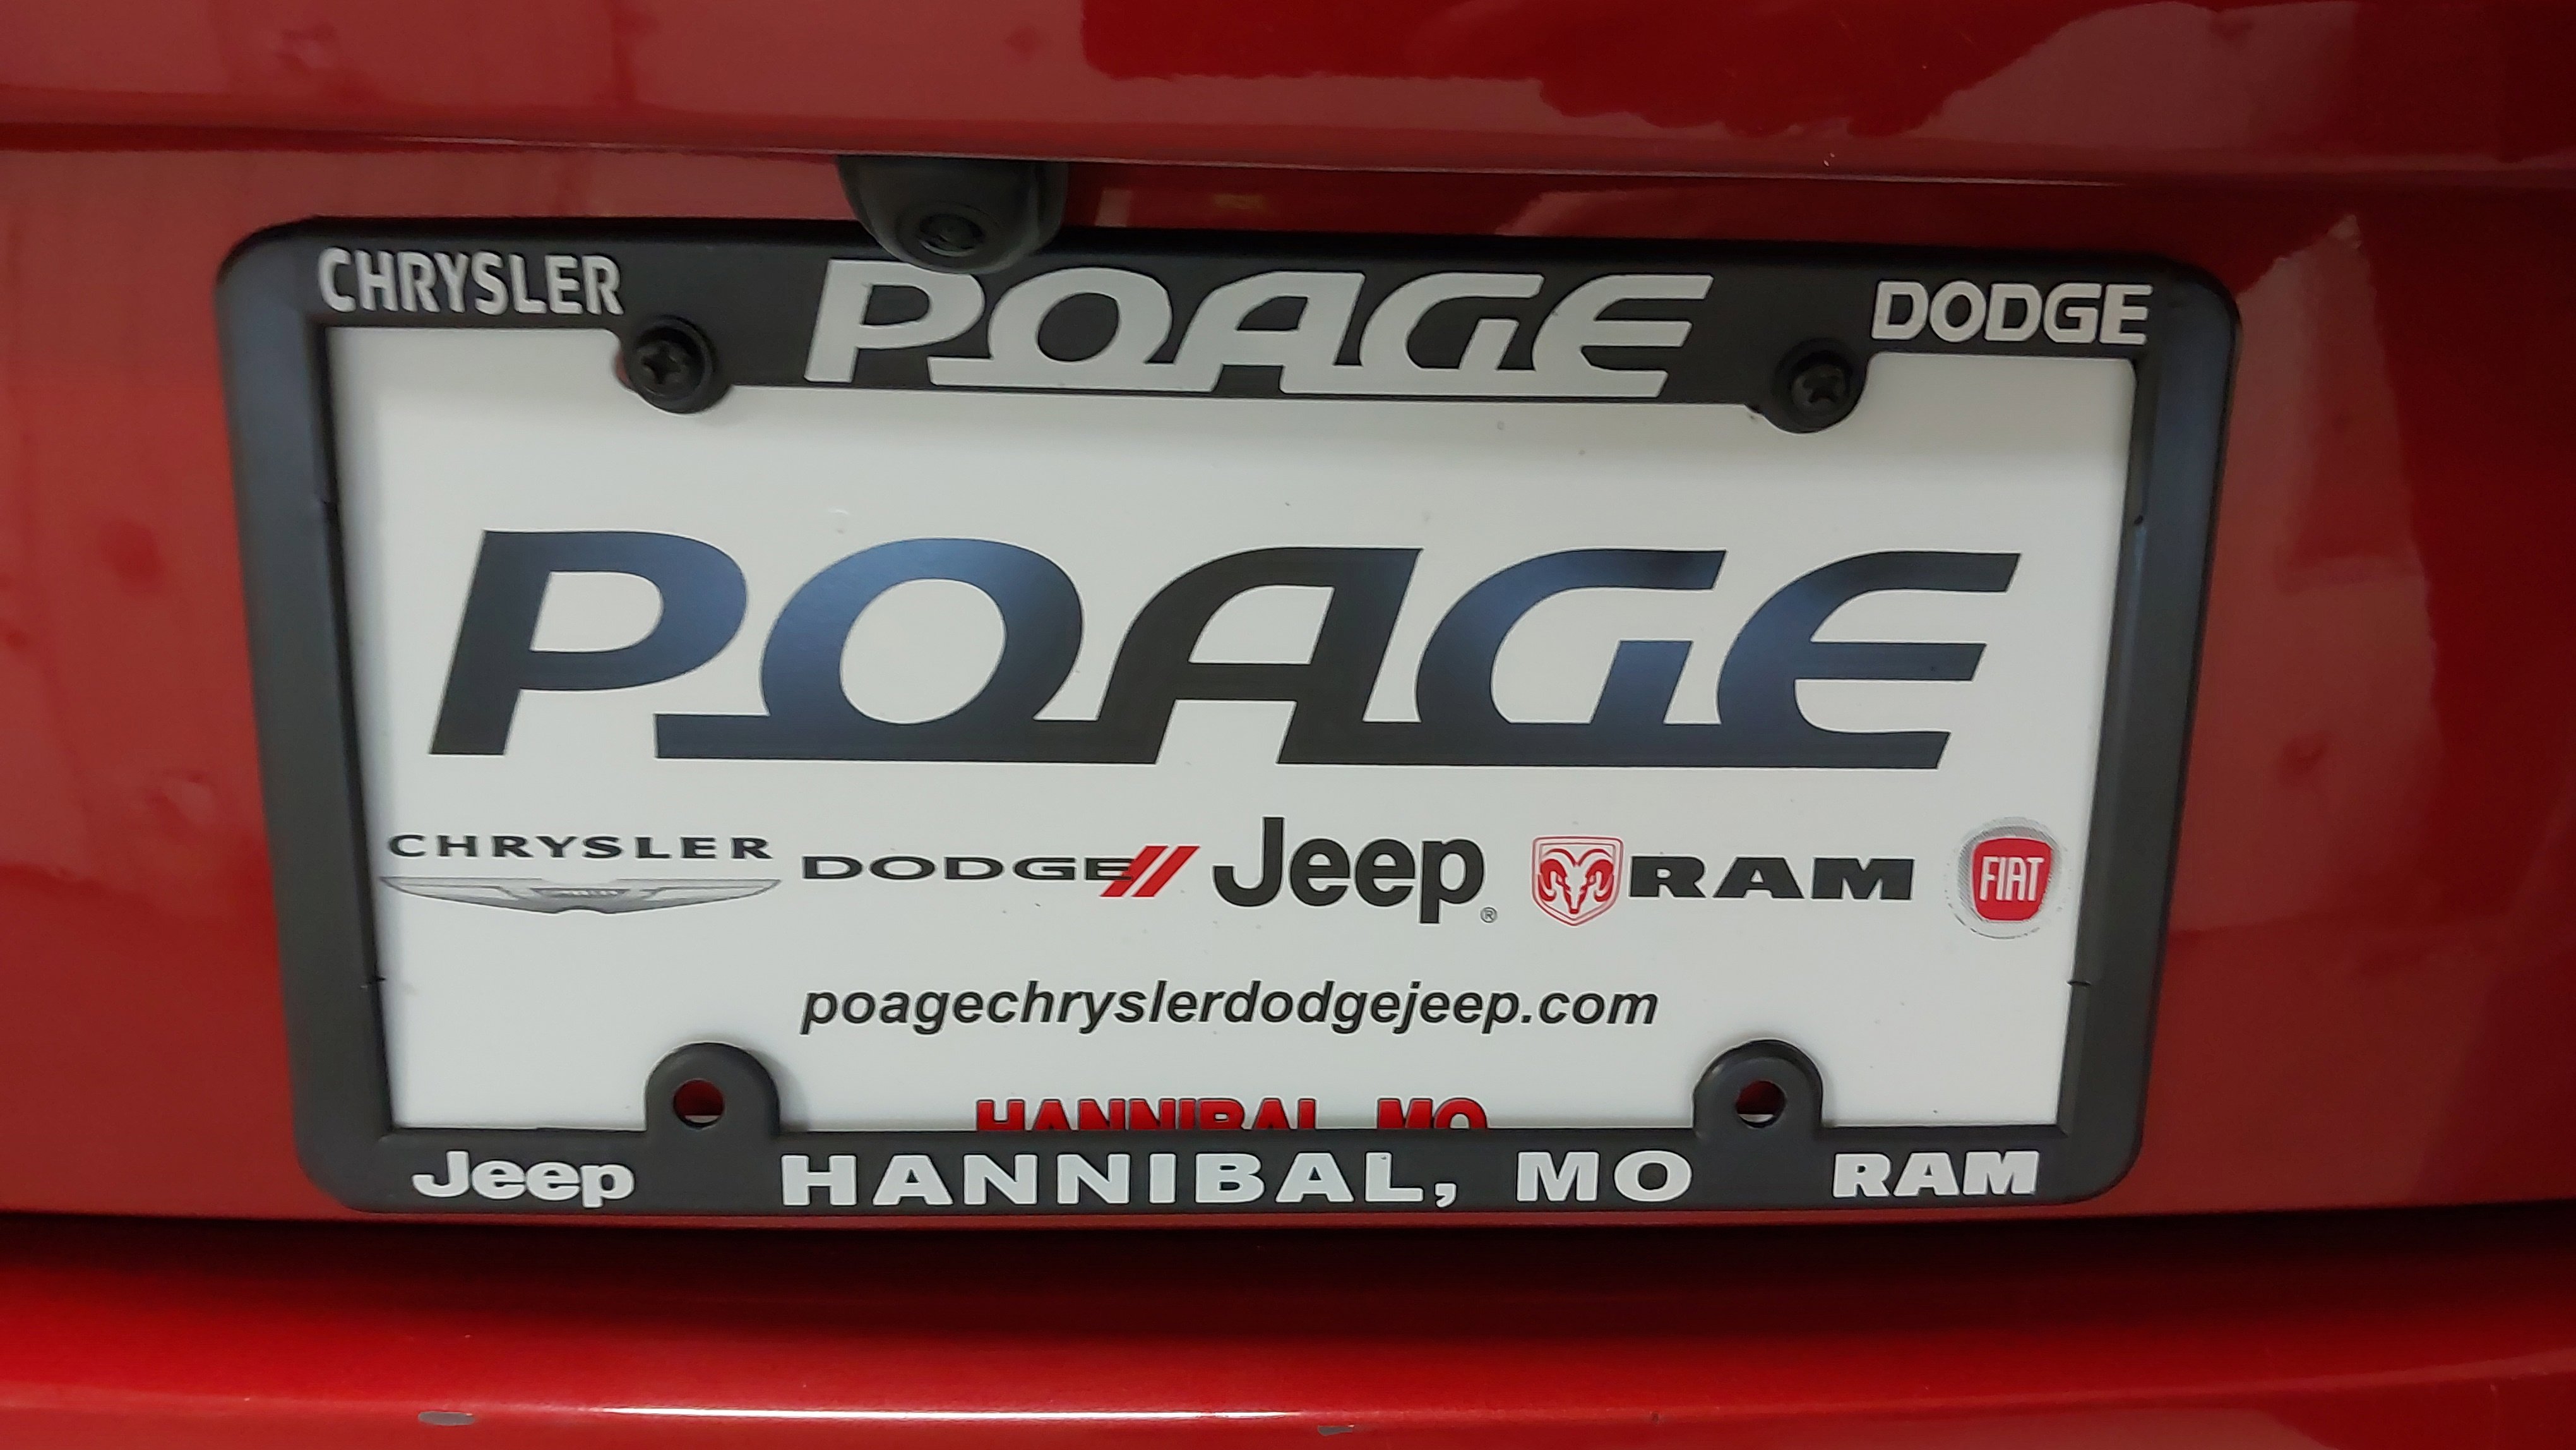 CHRYSLER POAGE DODGE
POAGE
CHRYSLER DODGE Jeep® RAM FIAT
poagechryslerdodgejeep.com
HANNIBAL MO
Jeep HANNIBAL, MO RAM